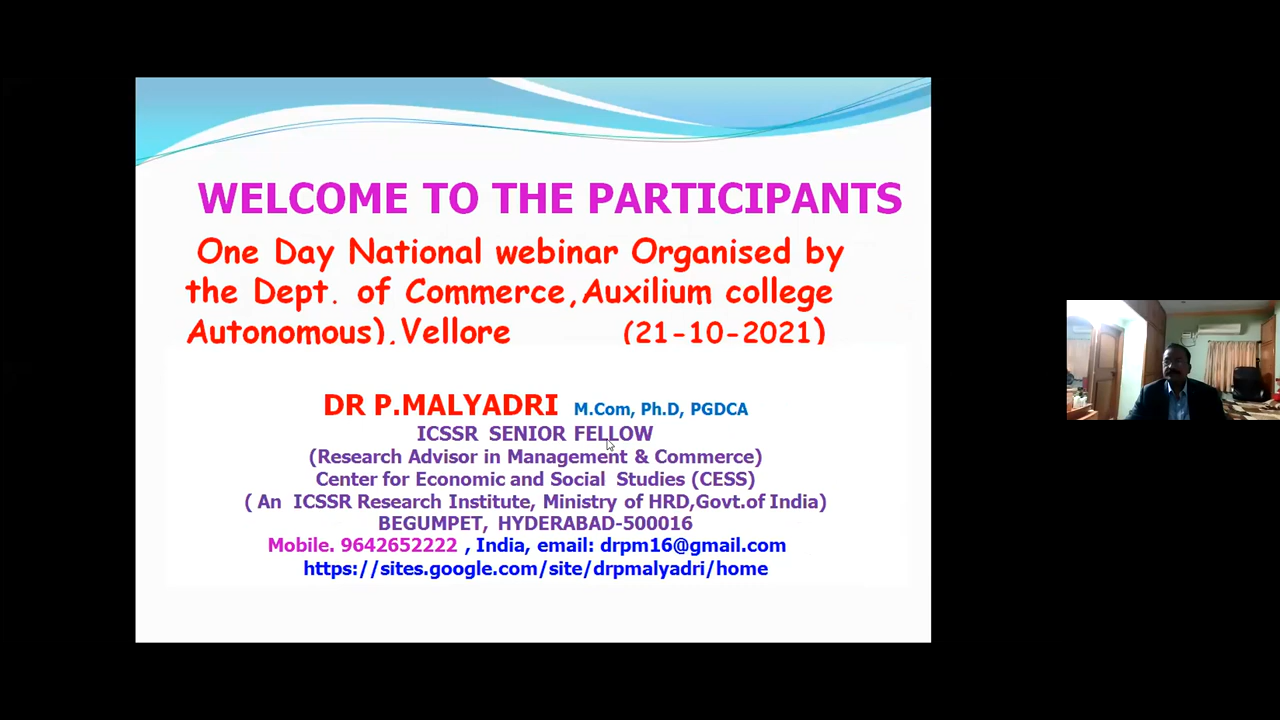 WELCOME TO THE PARTICIPANTS
One Day National webinar Organised by
the Dept. of Commerce,Auxilium college
Autonomous).Vellore (21-10-2021)
DR P.MALYADRI M.Com, Ph.D, PGDCA
ICSSR SENIOR FELLOW
(Research Advisor in Management & Commerce)
Center for Economic and Social Studies (CESS)
( An ICSSR Research Institute, Ministry of HRD,Govt.of India)
BEGUMPET, HYDERABAD-500016
Mobile. 9642652222 , India, email: drpm16@gmail.com
https://sites.google.com/site/drpmalyadri/home